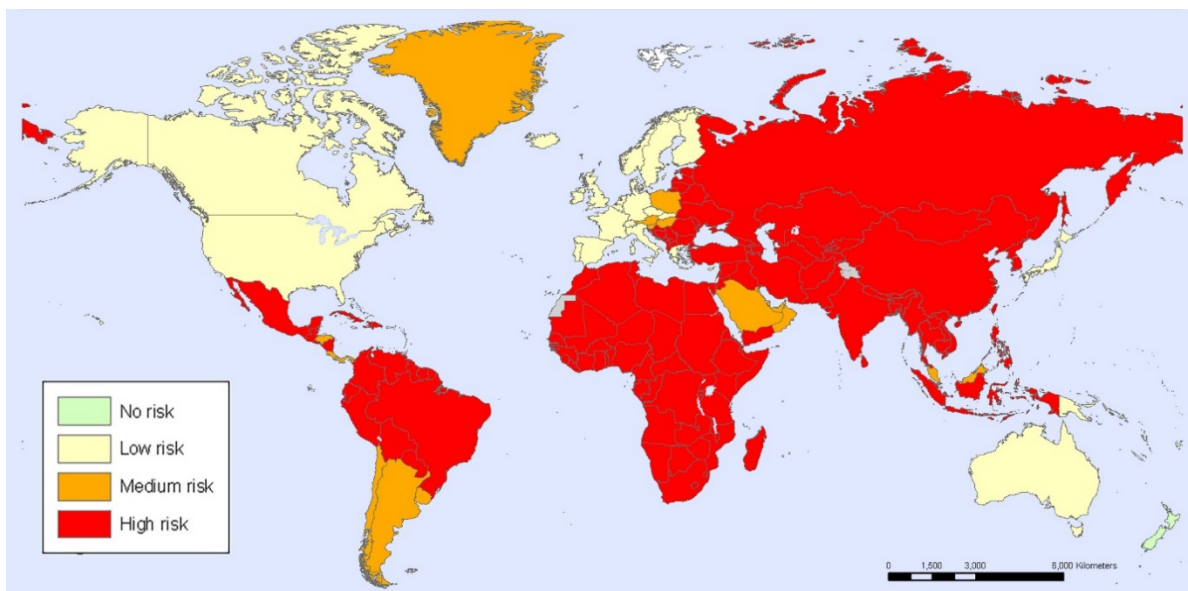 No risk
Low risk
Medium risk
High risk
0 1,500 3,000 6,000 Kilometers